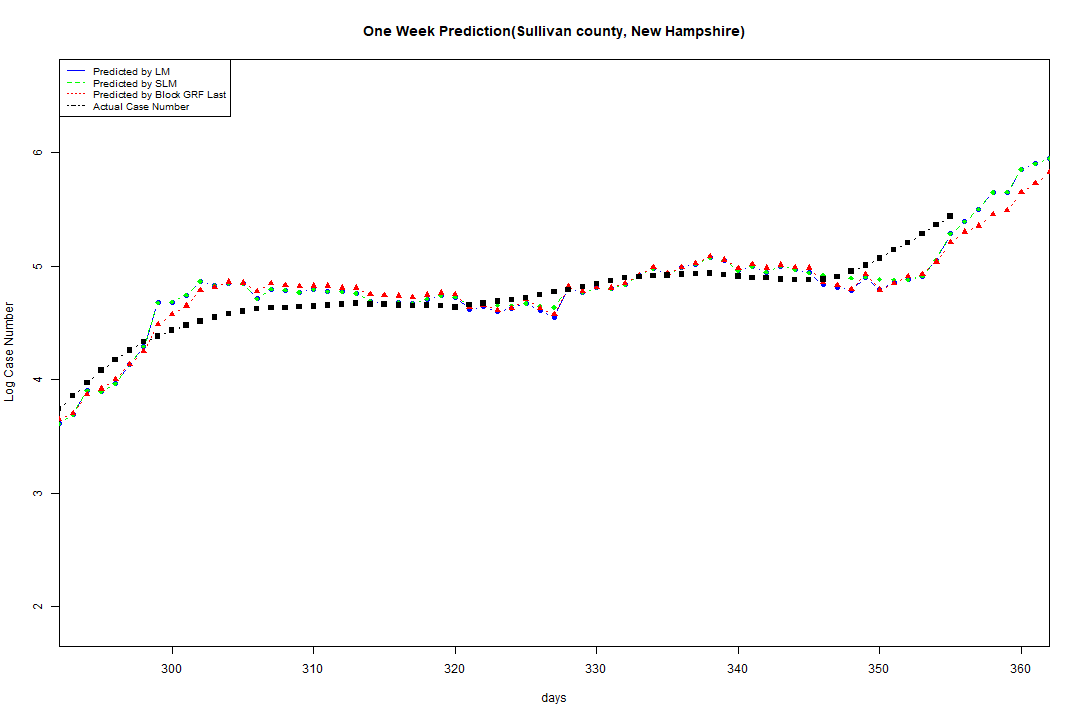 One Week Prediction(Sullivan county, New Hampshire)
Predicted by LM
Predicted by SLM
Predicted by Block GRF Last
Actual Case Number
6
5
4
3
2
Log Case Number
300 310 320 330 340 350 360
days